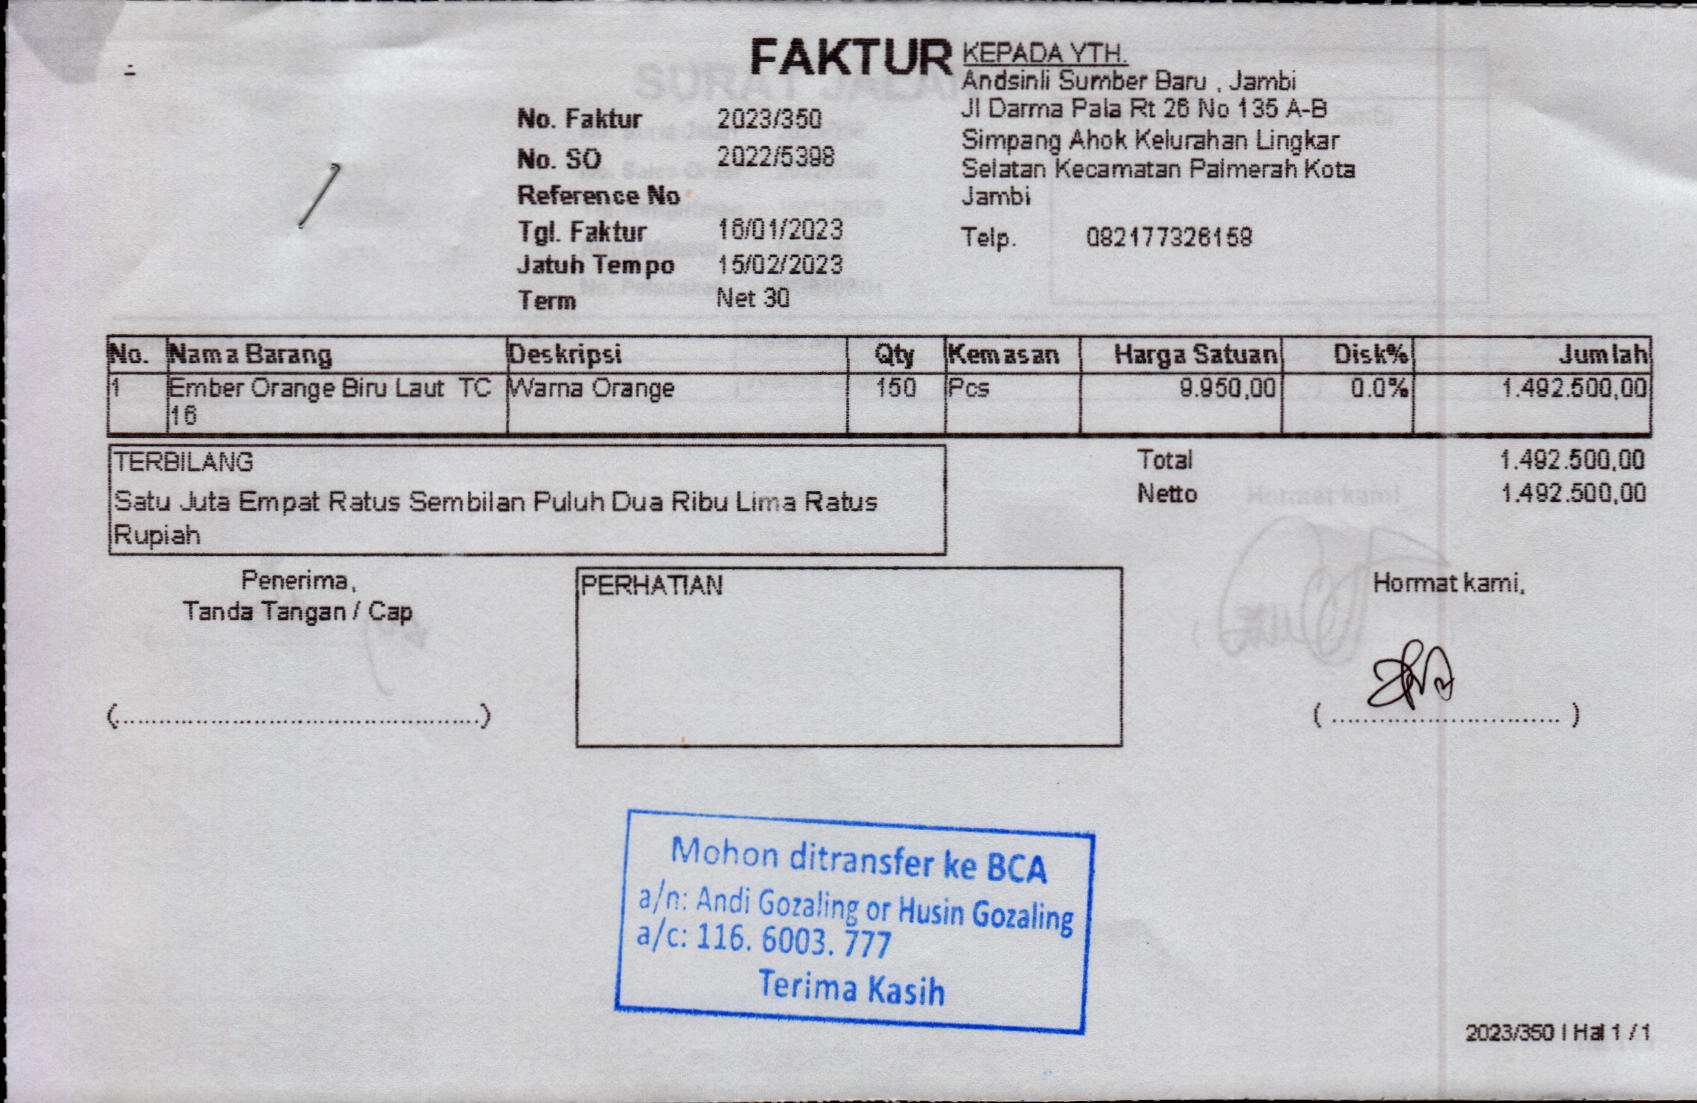 FAKTUR
KEPADA YTH.
Andsinli Sumber Baru , Jambi
Jl Darma Pala Rt 26 No 135 A-B
Simpang Ahok Kelurahan Lingkar
Selatan Kecamatan Palmerah Kota
Jambi
Telp. 082177326159
No. Faktur 2023/350
No. SO 2022/5398
Reference No
Tgl. Faktur 16/01/2023
Jatuh Tempo 15/02/2023
Term Net 30
No. Nama Barang Deskripsi Qty Kemasan Harga Satuan Disk% Jumlah
1 Ember Orange Biru Laut TC Warna Orange 150 Pcs 9.950,00 0.0% 1.492.500,00
16
TERBILANG
Satu Juta Empat Ratus Sembilan Puluh Dua Ribu Lima Ratus
Rupiah
Total 1.492.500,00
Netto 1.492.500,00
Penerima,
Tanda Tangan / Cap
(................................................)
PERHATIAN
Hormat kami,
( ............................. )
Mohon ditransfer ke BCA
a/n: Andi Gozaling or Husin Gozaling
a/c: 116. 6003. 777
Terima Kasih
2023/350 | Hal 1 / 1